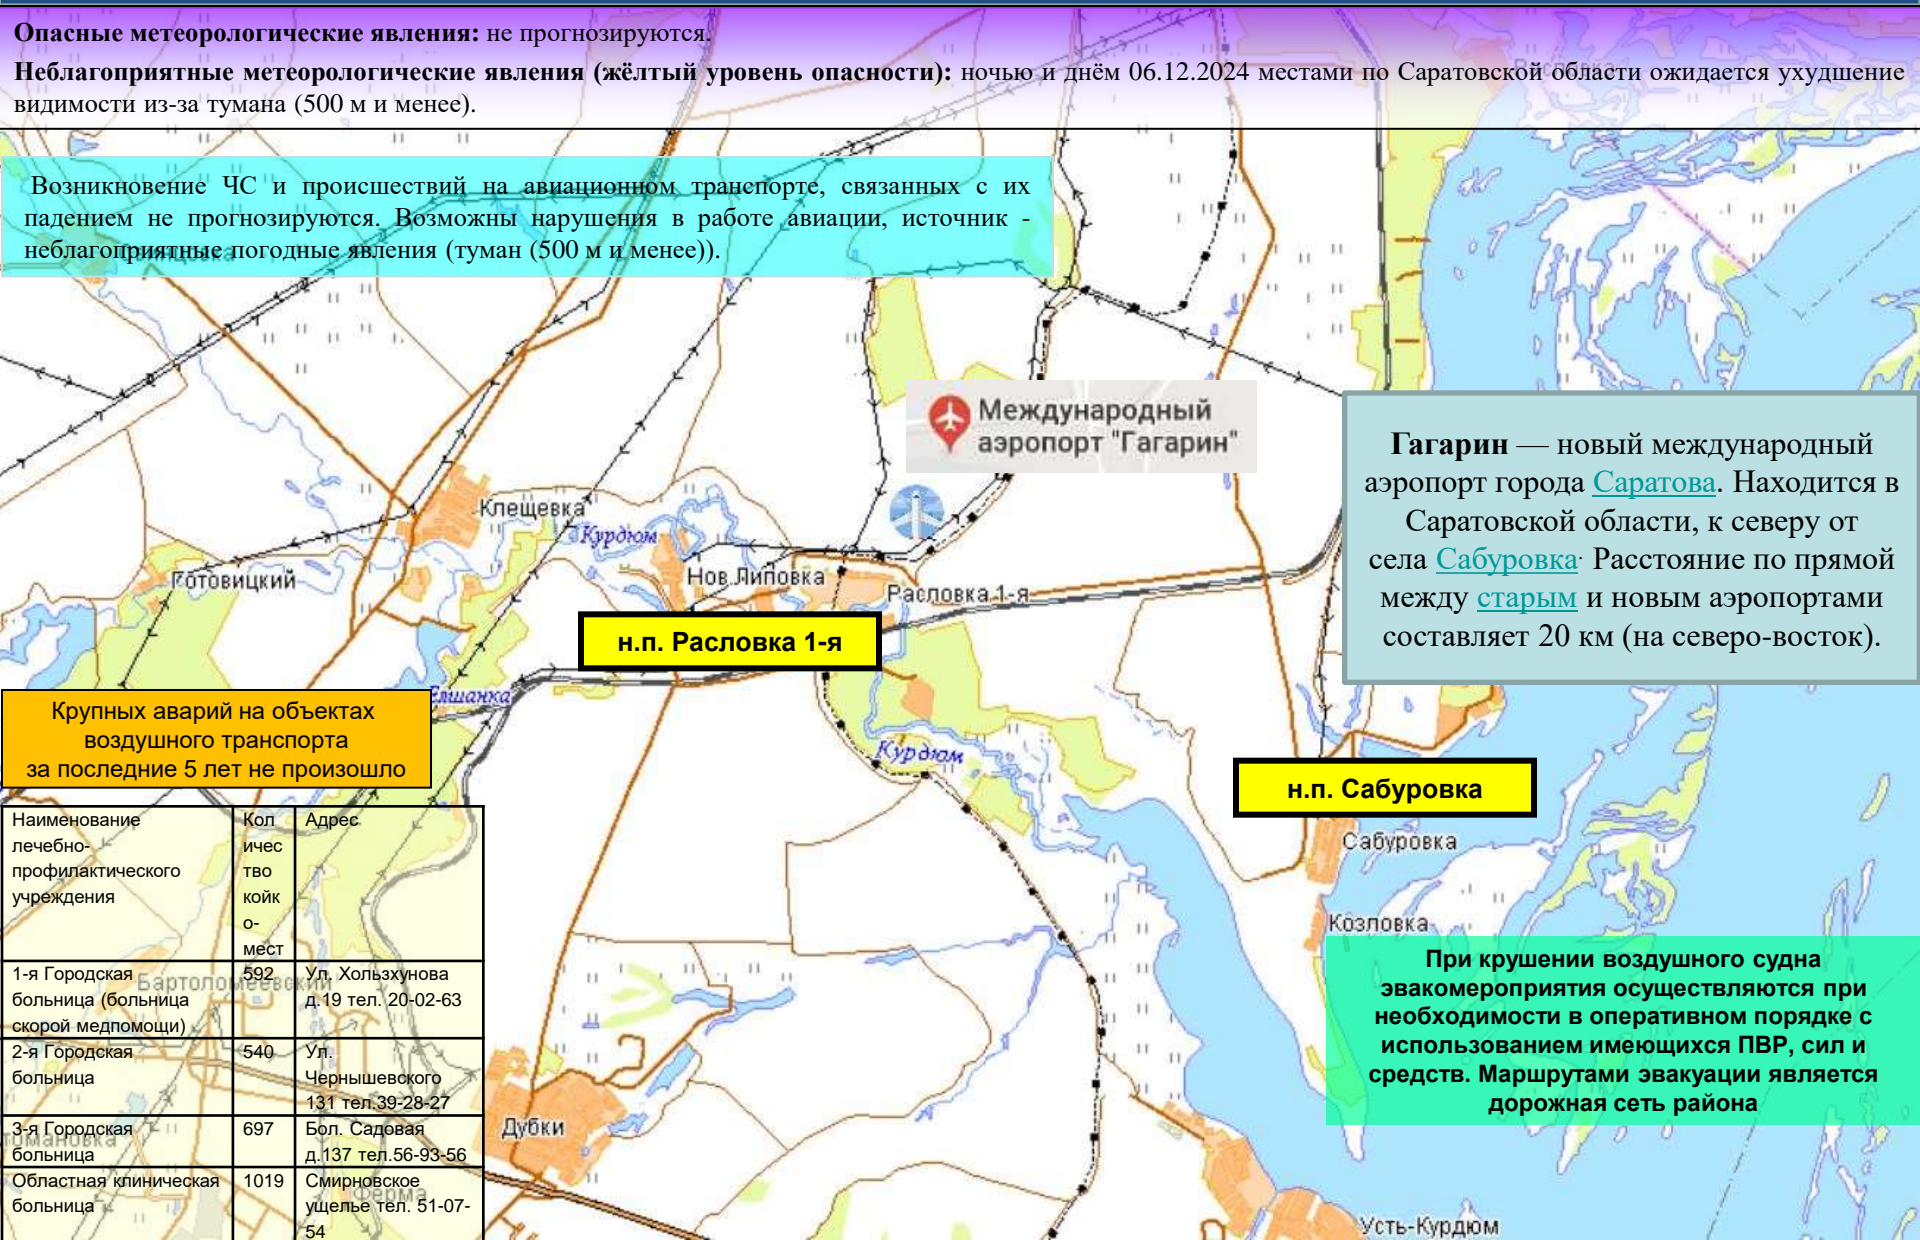 Опасные метеорологические явления: не прогнозируются.
Неблагоприятные метеорологические явления (жёлтый уровень опасности): ночью и днём 06.12.2024 местами по Саратовской области ожидается ухудшение
видимости из-за тумана (500 м и менее).
Возникновение ЧС и происшествий на авиационном транспорте, связанных с их
падением не прогнозируются. Возможны нарушения в работе авиации, источник -
неблагоприятные погодные явления (туман (500 м и менее)).
Международный
аэропорт "Гагарин"
Гагарин — новый международный
аэропорт города Саратова. Находится в
Саратовской области, к северу от
села Сабуровка. Расстояние по прямой
между старым и новым аэропортами
составляет 20 км (на северо-восток).
Клещевка
Курдюм
Готовицкий
Нов.Липовка
Расловка 1-я
н.п. Расловка 1-я
Елшанка
Крупных аварий на объектах
воздушного транспорта
за последние 5 лет не произошло
Курдюм
н.п. Сабуровка
Сабуровка
Козловка
Наименование
лечебно-
профилактического
учреждения
Кол
ичес
тво
койк
о-
мест
Адрес
1-я Городская
больница (больница
скорой медпомощи)
592
Ул. Хользхунова
д.19 тел. 20-02-63
Бартоломеевский
2-я Городская
больница
540
Ул.
Чернышевского
131 тел.39-28-27
3-я Городская
больница
697
Бол. Садовая
д.137 тел.56-93-56
Областная клиническая
больница
1019
Смирновское
ущелье тел. 51-07-
54
Ферма
Дубки
При крушении воздушного судна
эвакомероприятия осуществляются при
необходимости в оперативном порядке с
использованием имеющихся ПВР, сил и
средств. Маршрутами эвакуации является
дорожная сеть района
Усть-Курдюм